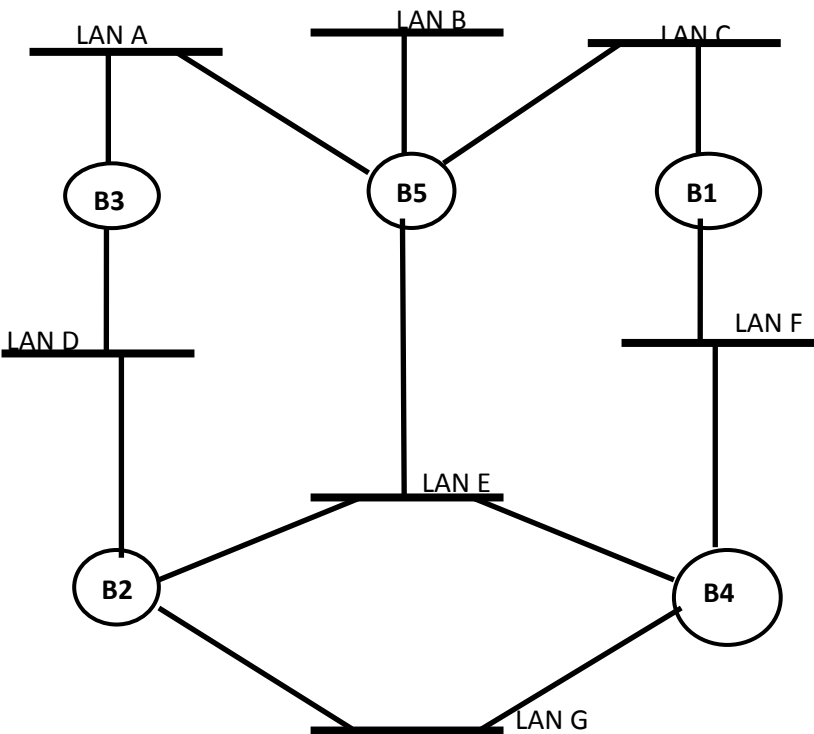 LAN A
LAN B
LAN C
B3
B5
B1
LAN D
LAN F
LAN E
B2
B4
LAN G